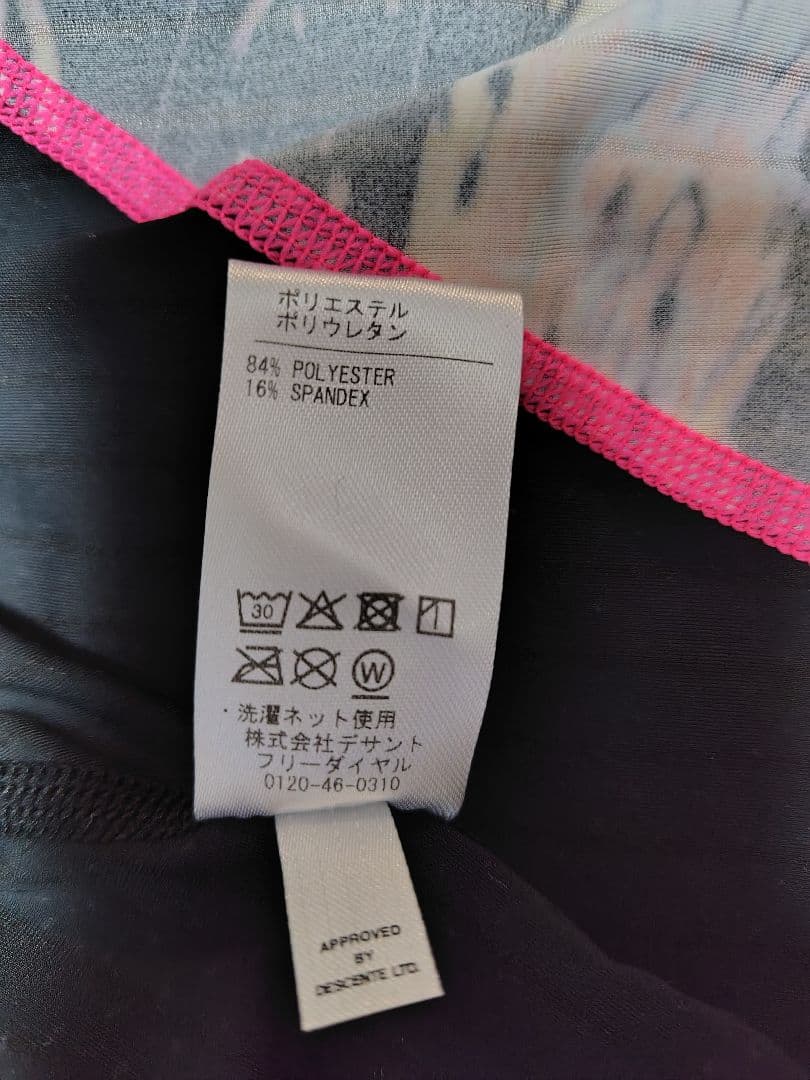 ポリエステル
ポリウレタン
84% POLYESTER
16% SPANDEX
30
W
・洗濯ネット使用
株式会社デサント
フリーダイヤル
0120-46-0310
APPROVED
BY
DESCENTE LTD.